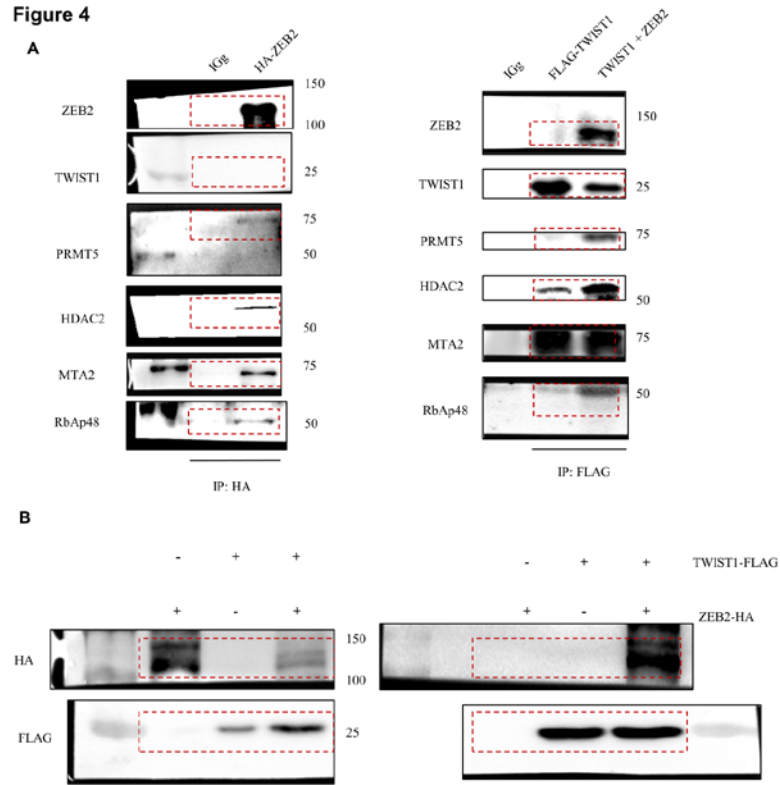 Figure 4
A
IGg
HA-ZEB2
ZEB2
150
100
TWIST1
25
PRMT5
75
50
HDAC2
50
MTA2
75
RbAp48
50
IP: HA
IGg
FLAG-TWIST1
TWIST1 + ZEB2
ZEB2
150
TWIST1
25
PRMT5
75
HDAC2
50
MTA2
75
RbAp48
50
IP: FLAG
B
- + + - + + TWIST1-FLAG
+ - + + - + ZEB2-HA
HA
150
100
FLAG
25